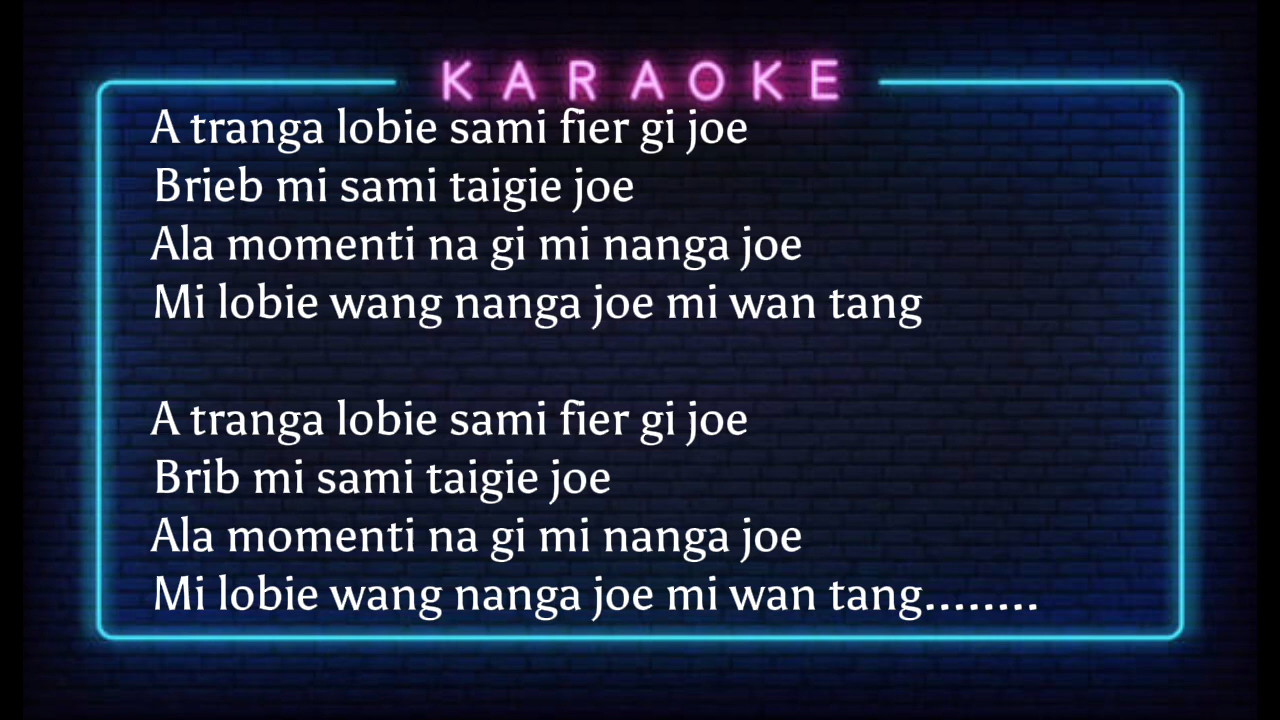 KARAOKE
A tranga lobie sami fier gi joe
Brieb mi sami taigie joe
Ala momenti na gi mi nanga joe
Mi lobie wang nanga joe mi wan tang
A tranga lobie sami fier gi joe
Brib mi sami taigie joe
Ala momenti na gi mi nanga joe
Mi lobie wang nanga joe mi wan tang........